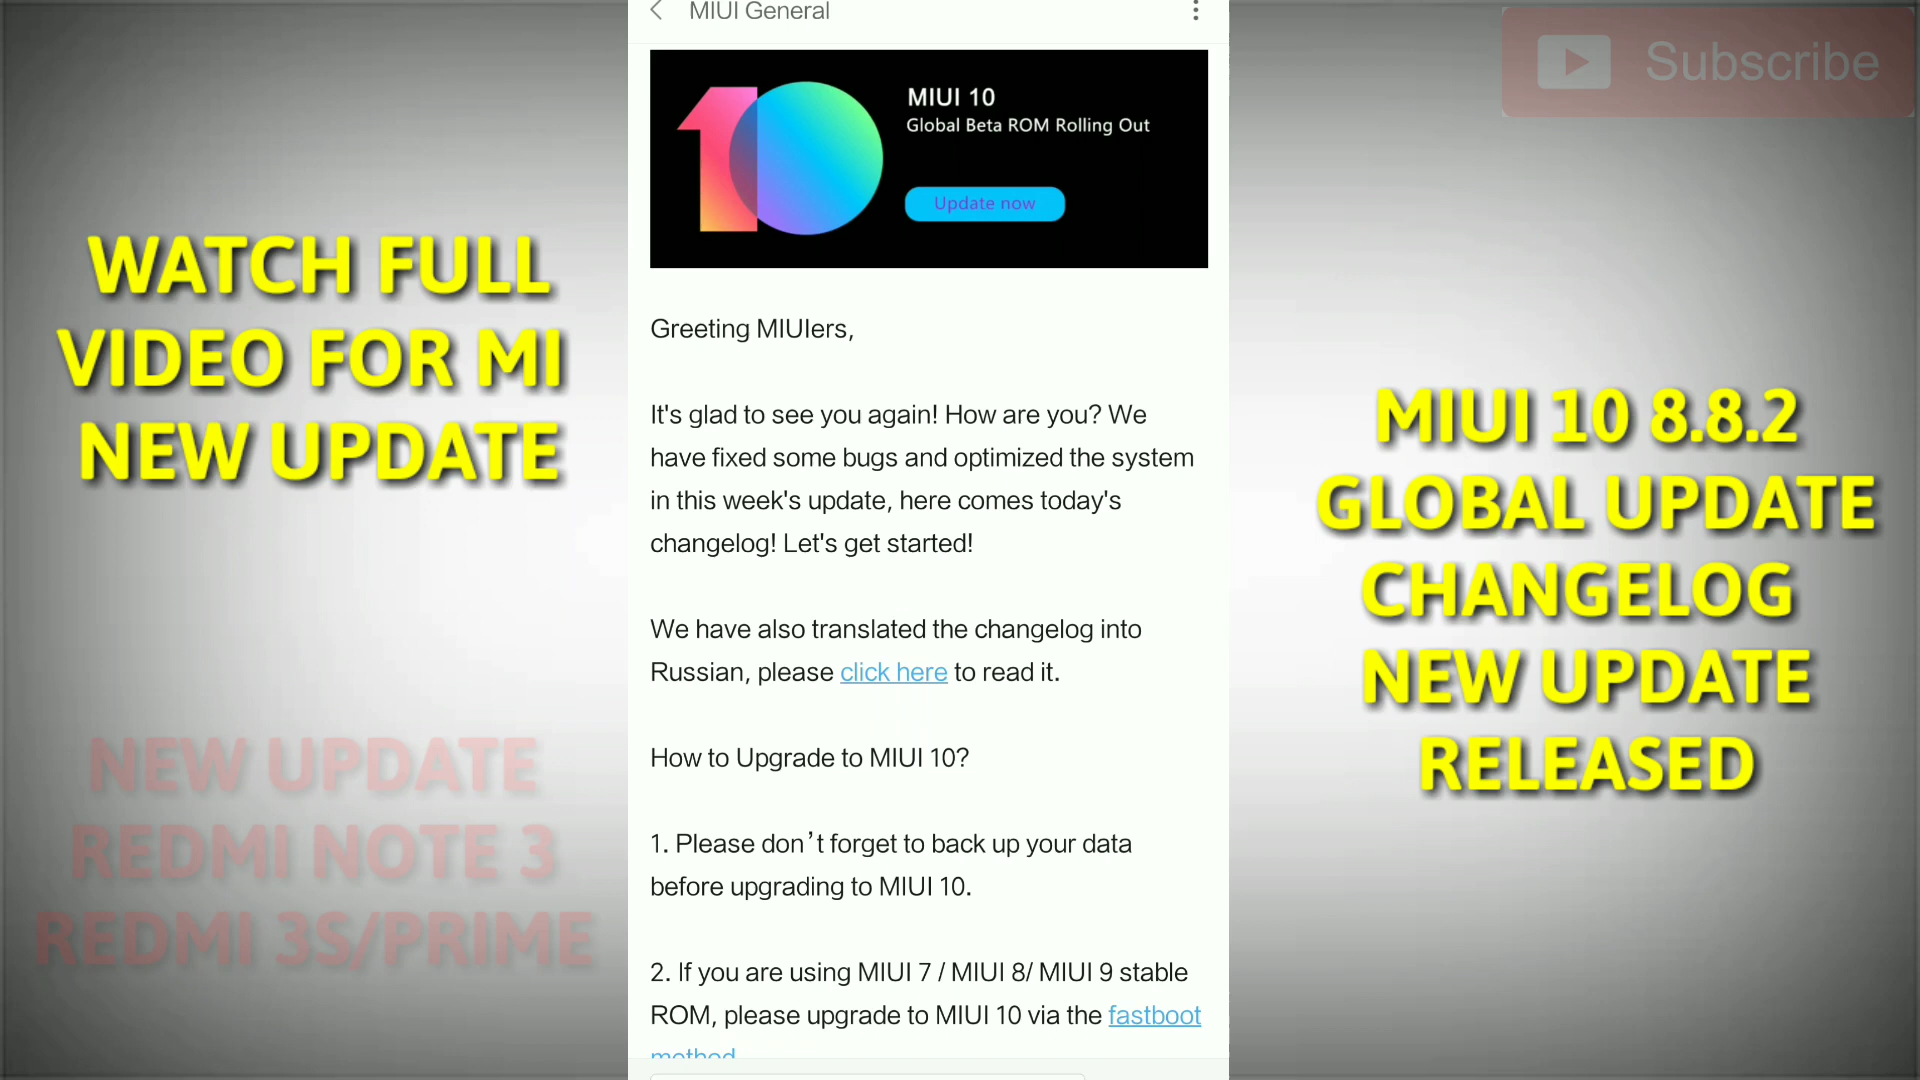 MIUI General
Subscribe
10
MIUI 10
Global Beta ROM Rolling Out
Update now
WATCH FULL
VIDEO FOR MI
NEW UPDATE
Greeting MIUIers,
It's glad to see you again! How are you? We
have fixed some bugs and optimized the system
in this week's update, here comes today's
changelog! Let's get started!
We have also translated the changelog into
Russian, please click here to read it.
How to Upgrade to MIUI 10?
1. Please don’t forget to back up your data
before upgrading to MIUI 10.
2. If you are using MIUI 7 / MIUI 8/ MIUI 9 stable
ROM, please upgrade to MIUI 10 via the fastboot
method
MIUI 10 8.8.2
GLOBAL UPDATE
CHANGELOG
NEW UPDATE
RELEASED
NEW UPDATE
REDMI NOTE 3
REDMI 3S/PRIME